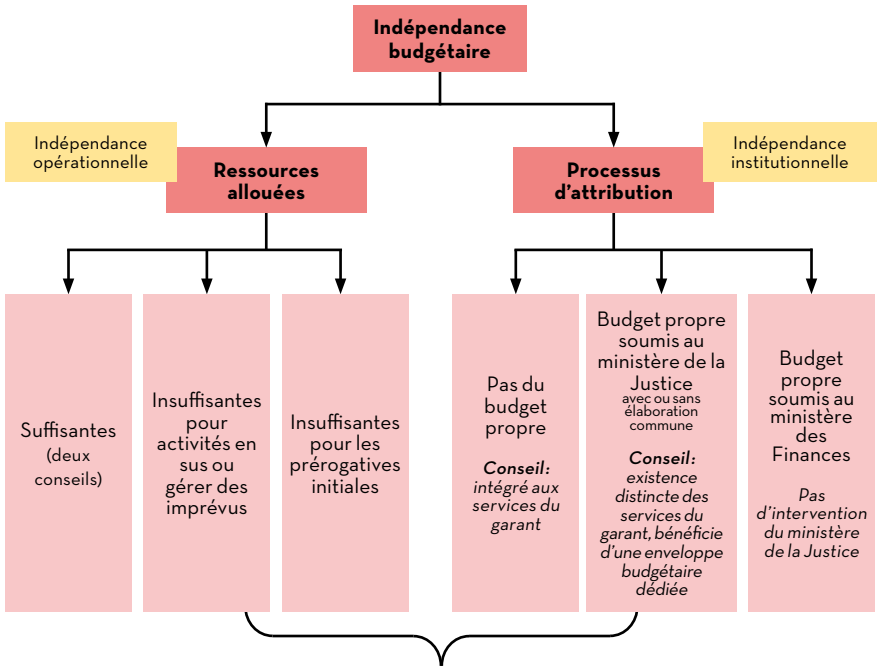 Indépendance
budgétaire
Indépendance
opérationnelle
Ressources
allouées
Processus
d'attribution
Indépendance
institutionnelle
Suffisantes
(deux
conseils)
Insuffisantes
pour
activités en
sus ou
gérer des
imprévus
Insuffisantes
pour les
prérogatives
initiales
Pas du
budget
propre
Conseil:
intégré aux
services du
garant
Budget propre
soumis au
ministère de la
Justice
avec ou sans
élaboration
commune
Conseil:
existence
distincte des
services du
garant, bénéficie
d'une enveloppe
budgétaire
dédiée
Budget
propre
soumis au
ministère
des
Finances
Pas
d'intervention
du ministère
de la Justice